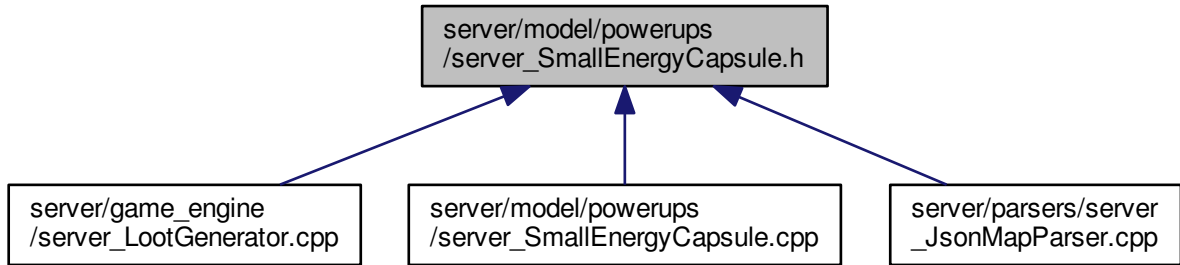 server/model/powerups
/server_SmallEnergyCapsule.h
server/game_engine
/server_LootGenerator.cpp
server/model/powerups
/server_SmallEnergyCapsule.cpp
server/parsers/server
_JsonMapParser.cpp